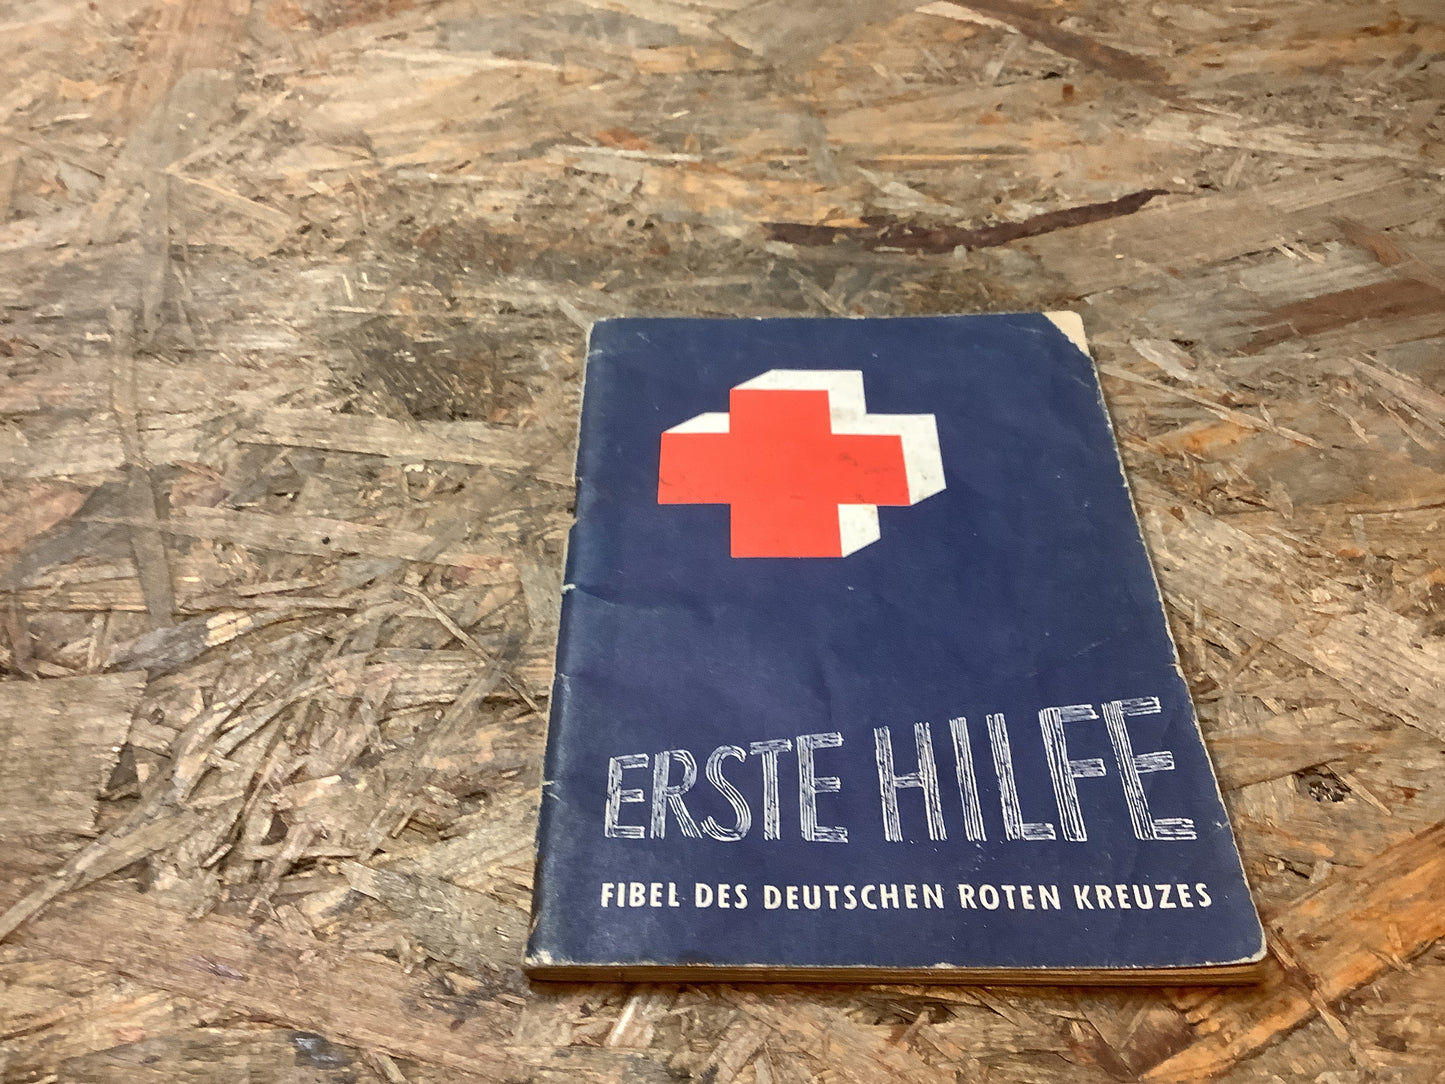 ERSTE HILFE
FIBEL DES DEUTSCHEN ROTEN KREUZES